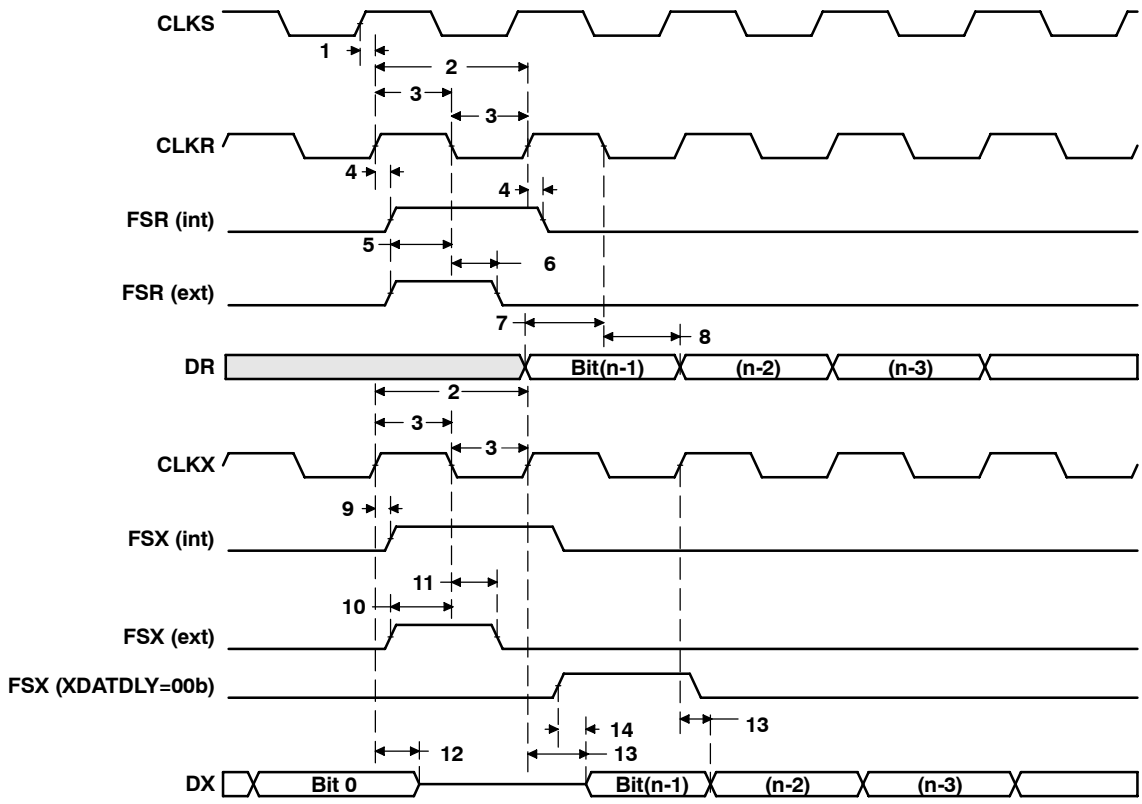 CLKS
1
2
3
3
CLKR
4
4
FSR (int)
5
6
FSR (ext)
7
8
DR
Bit(n-1)
(n-2)
(n-3)
2
3
3
CLKX
9
FSX (int)
11
10
FSX (ext)
FSX (XDATDLY=00b)
14
13
12
13
DX
Bit 0
Bit(n-1)
(n-2)
(n-3)